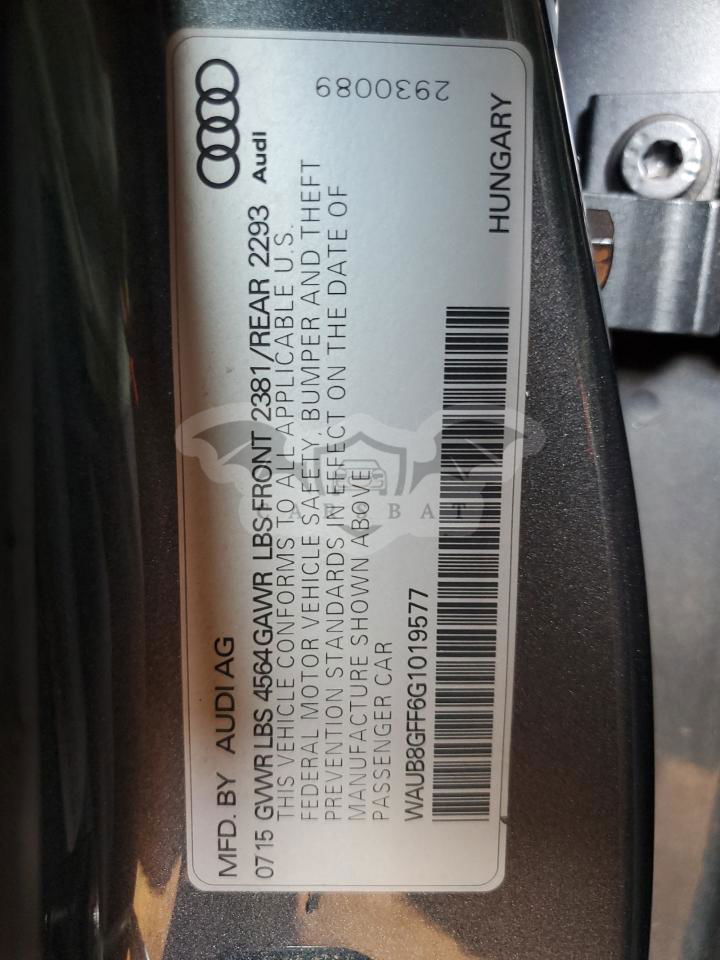 MFD. BY AUDI AG
Audi
0715 GVWR LBS 4564 GAWR LBS FRONT 2381/REAR 2293
THIS VEHICLE CONFORMS TO ALL APPLICABLE U.S.
FEDERAL MOTOR VEHICLE SAFETY, BUMPER AND THEFT
PREVENTION STANDARDS IN EFFECT ON THE DATE OF
MANUFACTURE SHOWN ABOVE
PASSENGER CAR
2930089
WAUB8GFF6G1019577
HUNGARY
CAROBAT